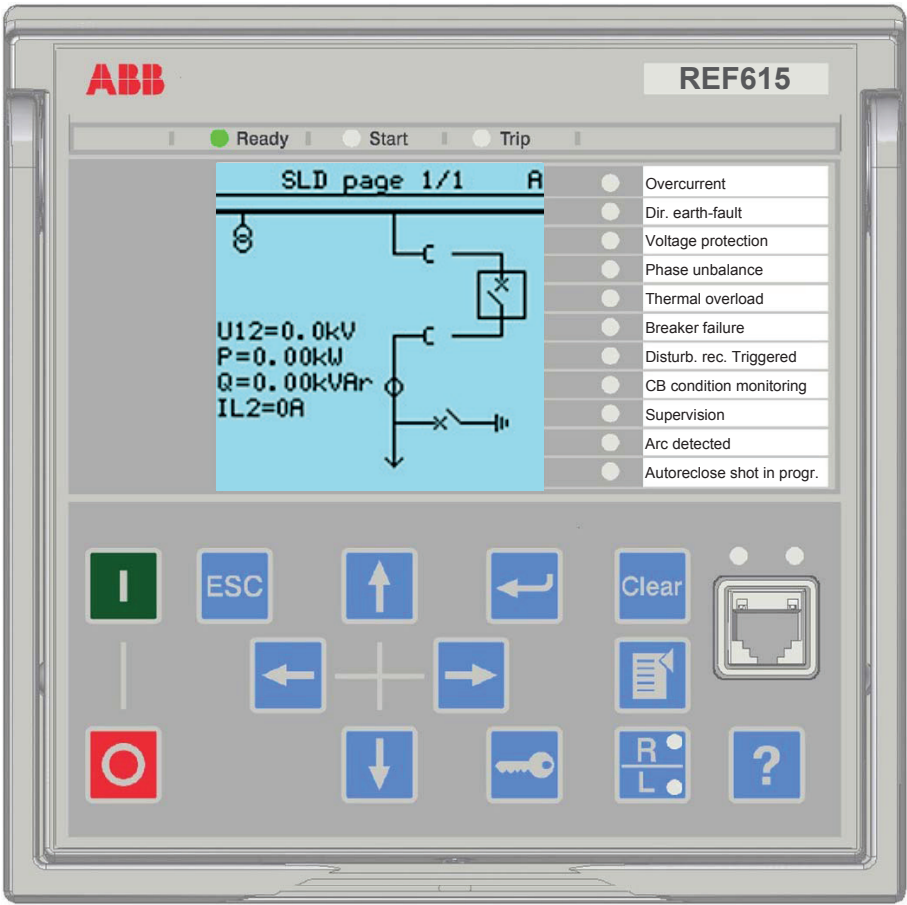 ABB
REF615
Ready Start Trip
SLD page 1/1 A
U12=0.0kV
P=0.00kW
Q=0.00kVAr
IL2=0A
Overcurrent
Dir. earth-fault
Voltage protection
Phase unbalance
Thermal overload
Breaker failure
Disturb. rec. Triggered
CB condition monitoring
Supervision
Arc detected
Autoreclose shot in progr.
I
ESC
Clear
O
R
L
?